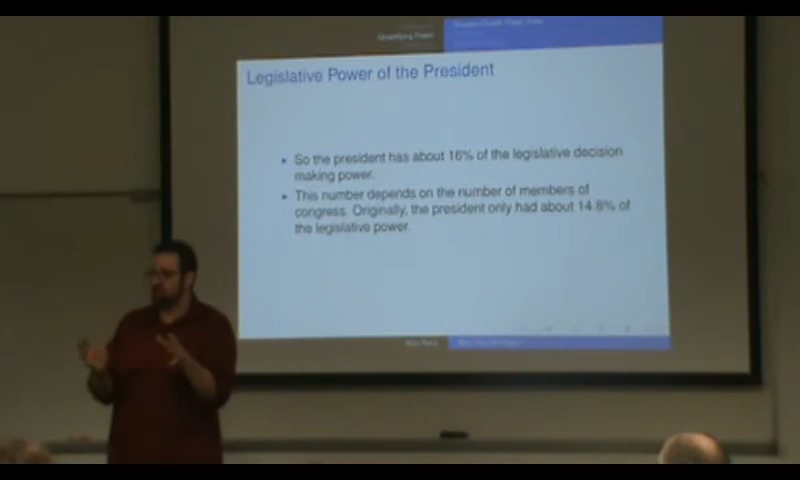 Quantifying Power
Legislative Power of the President
So the president has about 16% of the legislative decision
making power.
This number depends on the number of members of
congress. Originally, the president only had about 14.8% of
the legislative power.